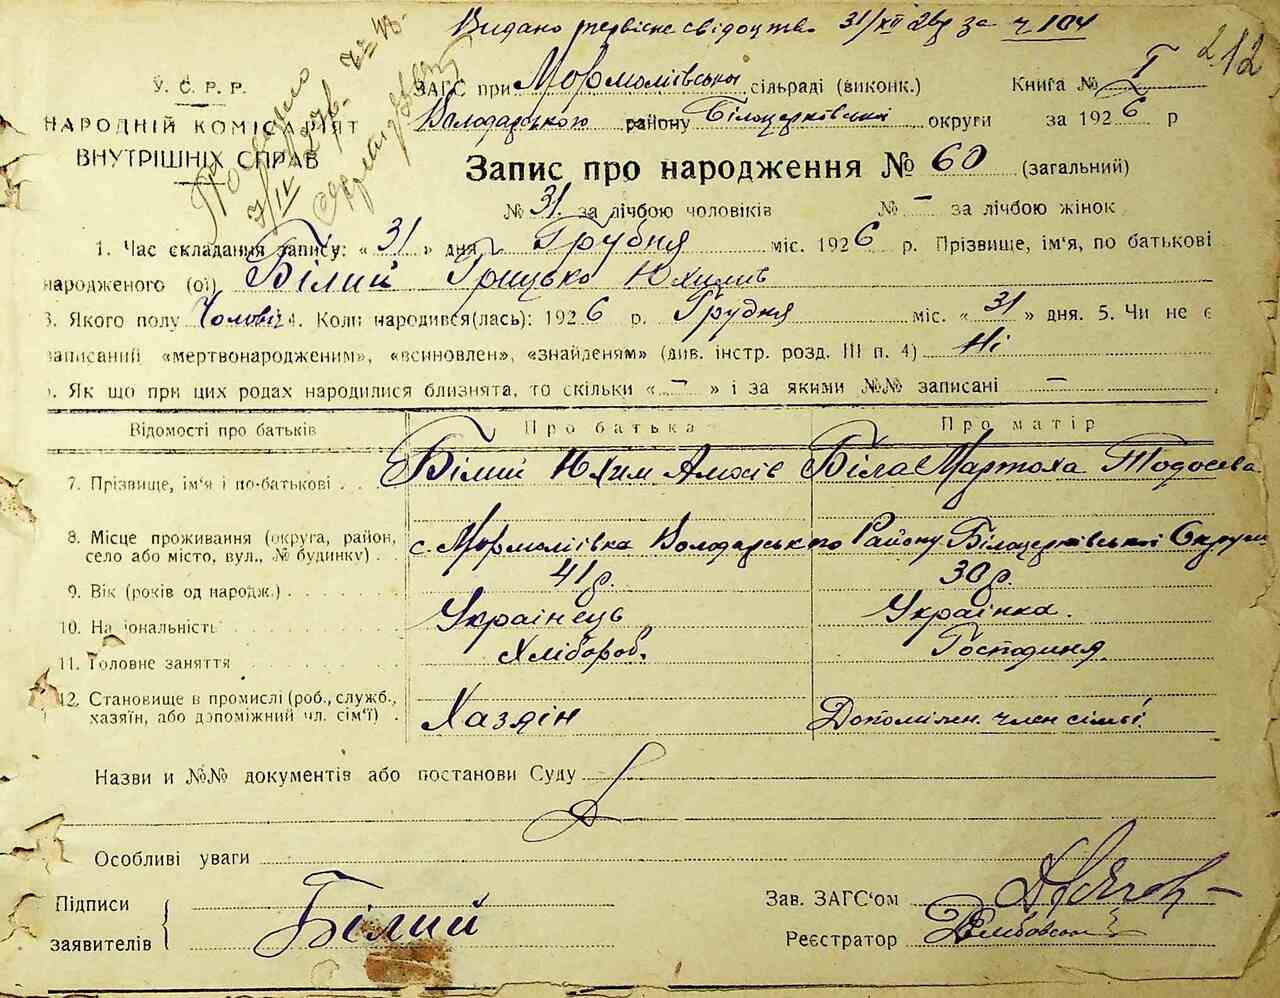 Видано первісне свідоцтво 31/XII 26р за ч 104
212
У. С. Р. Р.
НАРОДНІЙ КОМІСАРІЯТ
ВНУТРІШНІХ СПРАВ
ЗАГС при Мормоліївській сільраді (виконк.) Книга № I
Володарського району Білоцерківської округи за 1926 р
Запис про народження № 60 (загальний)
№ 31. за лічбою чоловіків № — за лічбою жінок
1. Час складання запису: « 31 » дня Грудня міс. 1926 р. Прізвище, ім'я, по батькові
народженого (ої) Білий Грицько Юхимів
3. Якого полу Чоловіч 4. Коли народився(лась): 1926 р. Грудня міс. « 31 » дня. 5. Чи не є
записаний «мертвонародженим», «всиновлен», «знайденям» (див. інстр. розд. III п. 4) Ні
Як що при цих родах народилися близнята, то скільки « — » і за якими №№ записані —
Відомості про батьків Про батька Про матір
7. Прізвище, ім'я і по-батькові Білий Юхим Амосів Біла Мартоха Тодосева
8. Місце проживання (округа, район, село або місто, вул., № будинку) с. Мормоліївка Володарського Району Білоцерківської Округи
9. Вік (років од народж.) 41 р. 30 р.
10. Національність Українець Українка.
11. Головне заняття Хлібороб. Господиня
12. Становище в промислі (роб., служб., хазяїн, або допоміжний чл. сім'ї) Хазяїн Допоміжн. член сімьї.
Назви и №№ документів або постанови Суду
Особливі уваги
Підписи
заявителів Білий
Зав. ЗАГС'ом
Реєстратор